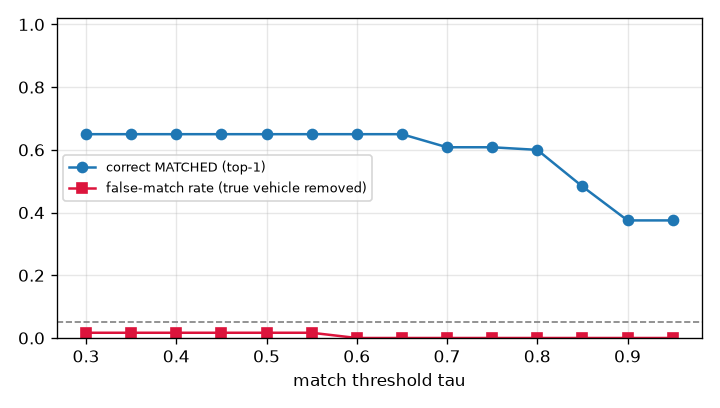 1.0
0.8
0.6
0.4
0.2
0.0
correct MATCHED (top-1)
false-match rate (true vehicle removed)
0.3 0.4 0.5 0.6 0.7 0.8 0.9
match threshold tau